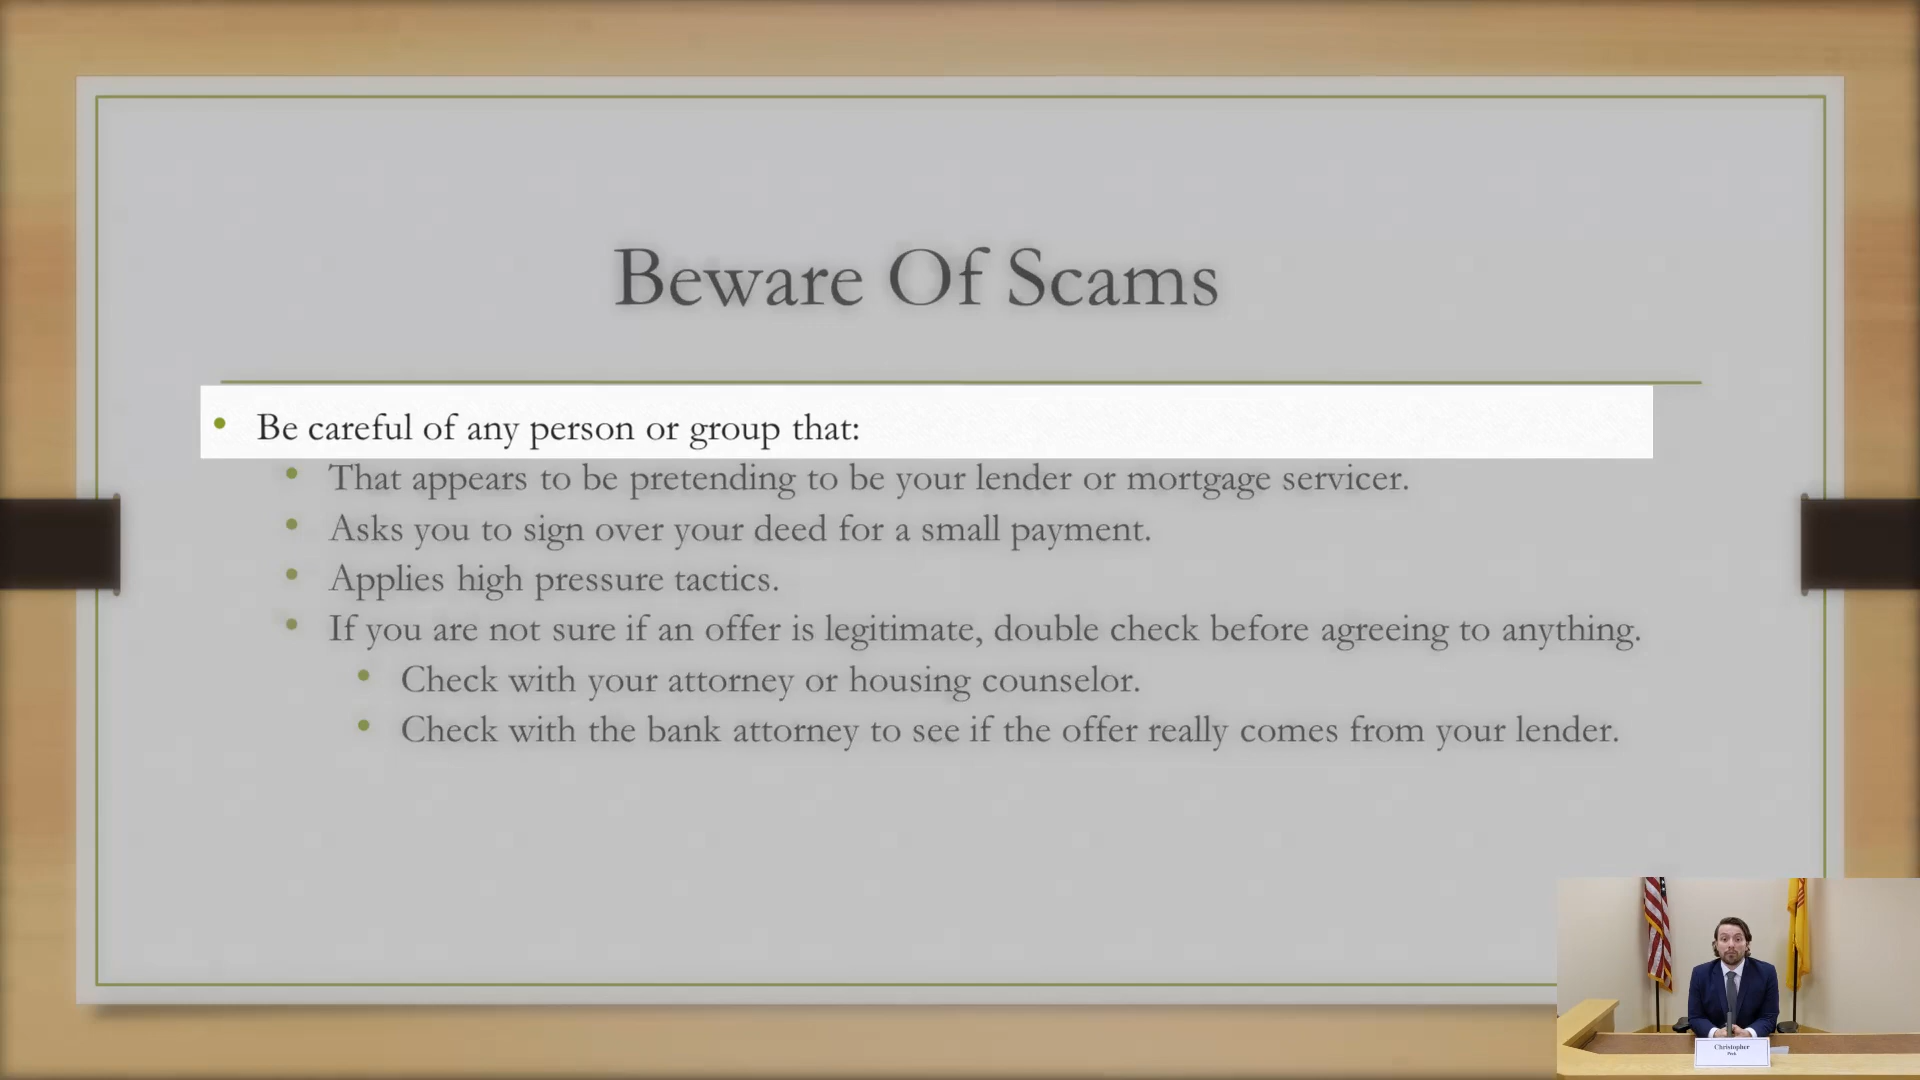 Beware Of Scams
• Be careful of any person or group that:
• That appears to be pretending to be your lender or mortgage servicer.
• Asks you to sign over your deed for a small payment.
• Applies high pressure tactics.
• If you are not sure if an offer is legitimate, double check before agreeing to anything.
• Check with your attorney or housing counselor.
• Check with the bank attorney to see if the offer really comes from your lender.
Christopher